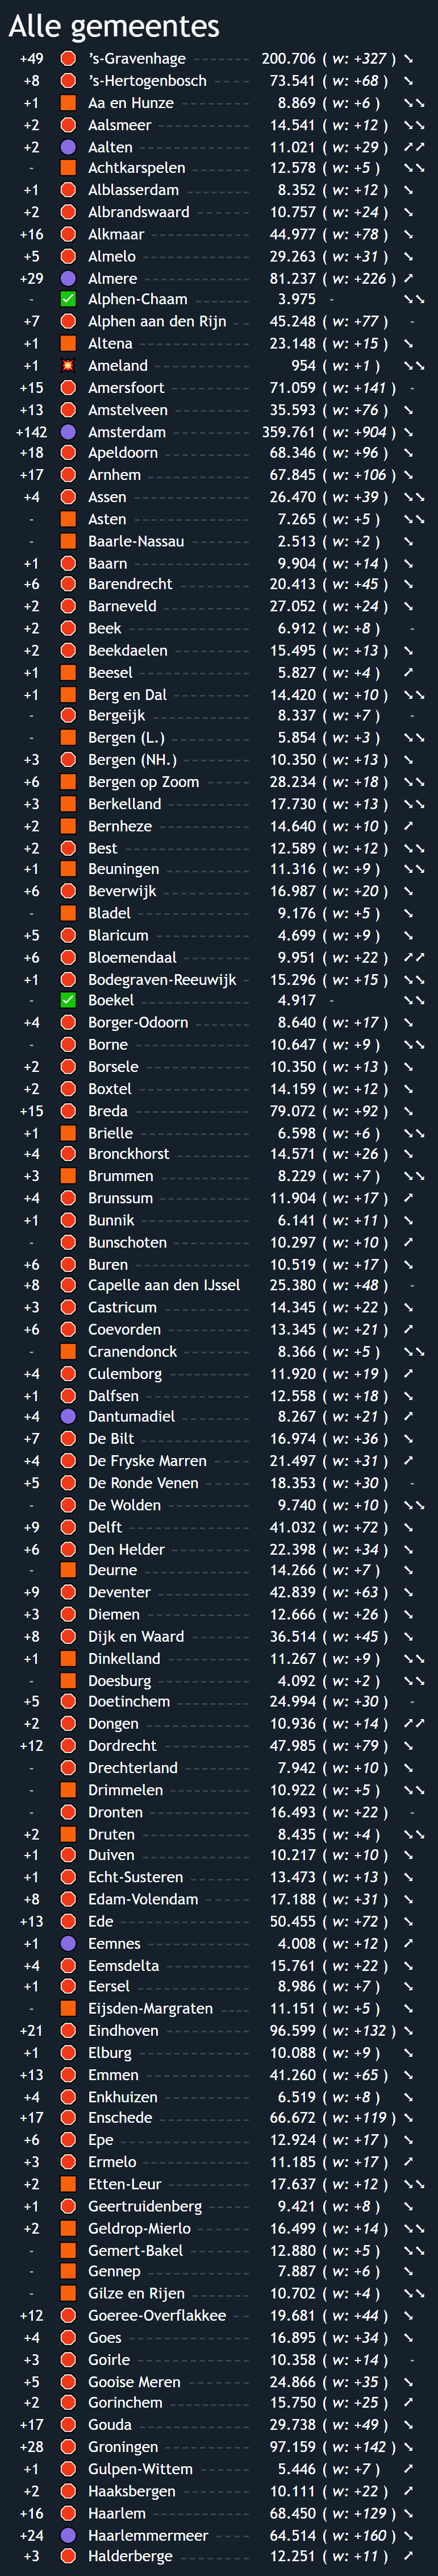 Alle gemeentes
+49 's-Gravenhage 200.706 ( w: +327 )
+8 's-Hertogenbosch 73.541 ( w: +68 )
+1 Aa en Hunze 8.869 ( w: +6 )
+2 Aalsmeer 14.541 ( w: +12 )
+2 Aalten 11.021 ( w: +29 )
- Achtkarspelen 12.578 ( w: +5 )
+1 Alblasserdam 8.352 ( w: +12 )
+2 Albrandswaard 10.757 ( w: +24 )
+16 Alkmaar 44.977 ( w: +78 )
+5 Almelo 29.263 ( w: +31 )
+29 Almere 81.237 ( w: +226 )
- Alphen-Chaam 3.975 -
+7 Alphen aan den Rijn 45.248 ( w: +77 ) -
+1 Altena 23.148 ( w: +15 )
+1 Ameland 954 ( w: +1 )
+15 Amersfoort 71.059 ( w: +141 ) -
+13 Amstelveen 35.593 ( w: +76 )
+142 Amsterdam 359.761 ( w: +904 )
+18 Apeldoorn 68.346 ( w: +96 )
+17 Arnhem 67.845 ( w: +106 )
+4 Assen 26.470 ( w: +39 )
- Asten 7.265 ( w: +5 )
- Baarle-Nassau 2.513 ( w: +2 )
+1 Baarn 9.904 ( w: +14 )
+6 Barendrecht 20.413 ( w: +45 )
+2 Barneveld 27.052 ( w: +24 )
+2 Beek 6.912 ( w: +8 ) -
+2 Beekdaelen 15.495 ( w: +13 )
+1 Beesel 5.827 ( w: +4 )
+1 Berg en Dal 14.420 ( w: +10 )
- Bergeijk 8.337 ( w: +7 ) -
- Bergen (L.) 5.854 ( w: +3 )
+3 Bergen (NH.) 10.350 ( w: +13 )
+6 Bergen op Zoom 28.234 ( w: +18 )
+3 Berkelland 17.730 ( w: +13 )
+2 Bernheze 14.640 ( w: +10 )
+2 Best 12.589 ( w: +12 )
+1 Beuningen 11.316 ( w: +9 )
+6 Beverwijk 16.987 ( w: +20 )
- Bladel 9.176 ( w: +5 )
+5 Blaricum 4.699 ( w: +9 )
+6 Bloemendaal 9.951 ( w: +22 )
+1 Bodegraven-Reeuwijk 15.296 ( w: +15 )
- Boekel 4.917 -
+4 Borger-Odoorn 8.640 ( w: +17 )
- Borne 10.647 ( w: +9 )
+2 Borsele 10.350 ( w: +13 )
+2 Boxtel 14.159 ( w: +12 )
+15 Breda 79.072 ( w: +92 )
+1 Brielle 6.598 ( w: +6 )
+4 Bronckhorst 14.571 ( w: +26 )
+3 Brummen 8.229 ( w: +7 )
+4 Brunssum 11.904 ( w: +17 )
+1 Bunnik 6.141 ( w: +11 )
- Bunschoten 10.297 ( w: +10 )
+6 Buren 10.519 ( w: +17 )
+8 Capelle aan den IJssel 25.380 ( w: +48 ) -
+3 Castricum 14.345 ( w: +22 )
+6 Coevorden 13.345 ( w: +21 )
- Cranendonck 8.366 ( w: +5 )
+4 Culemborg 11.920 ( w: +19 )
+1 Dalfsen 12.558 ( w: +18 )
+4 Dantumadiel 8.267 ( w: +21 )
+7 De Bilt 16.974 ( w: +36 )
+4 De Fryske Marren 21.497 ( w: +31 )
+5 De Ronde Venen 18.353 ( w: +30 ) -
- De Wolden 9.740 ( w: +10 )
+9 Delft 41.032 ( w: +72 )
+6 Den Helder 22.398 ( w: +34 )
- Deurne 14.266 ( w: +7 )
+9 Deventer 42.839 ( w: +63 )
+3 Diemen 12.666 ( w: +26 )
+8 Dijk en Waard 36.514 ( w: +45 )
+1 Dinkelland 11.267 ( w: +9 )
- Doesburg 4.092 ( w: +2 )
+5 Doetinchem 24.994 ( w: +30 ) -
+2 Dongen 10.936 ( w: +14 )
+12 Dordrecht 47.985 ( w: +79 )
- Drechterland 7.942 ( w: +10 )
- Drimmelen 10.922 ( w: +5 )
- Dronten 16.493 ( w: +22 ) -
+2 Druten 8.435 ( w: +4 )
+1 Duiven 10.217 ( w: +10 )
+1 Echt-Susteren 13.473 ( w: +13 )
+8 Edam-Volendam 17.188 ( w: +31 )
+13 Ede 50.455 ( w: +72 )
+1 Eemnes 4.008 ( w: +12 )
+4 Eemsdelta 15.761 ( w: +22 )
+1 Eersel 8.986 ( w: +7 )
- Eijsden-Margraten 11.151 ( w: +5 )
+21 Eindhoven 96.599 ( w: +132 )
+1 Elburg 10.088 ( w: +9 )
+13 Emmen 41.260 ( w: +65 )
+4 Enkhuizen 6.519 ( w: +8 )
+17 Enschede 66.672 ( w: +119 )
+6 Epe 12.924 ( w: +17 )
+3 Ermelo 11.185 ( w: +17 )
+2 Etten-Leur 17.637 ( w: +12 )
+1 Geertruidenberg 9.421 ( w: +8 )
+2 Geldrop-Mierlo 16.499 ( w: +14 )
- Gemert-Bakel 12.880 ( w: +5 )
- Gennep 7.887 ( w: +6 )
- Gilze en Rijen 10.702 ( w: +4 )
+12 Goeree-Overflakkee 19.681 ( w: +44 )
+4 Goes 16.895 ( w: +34 )
+3 Goirle 10.358 ( w: +14 ) -
+5 Gooise Meren 24.866 ( w: +35 )
+2 Gorinchem 15.750 ( w: +25 )
+17 Gouda 29.738 ( w: +49 )
+28 Groningen 97.159 ( w: +142 )
+1 Gulpen-Wittem 5.446 ( w: +7 )
+2 Haaksbergen 10.111 ( w: +22 )
+16 Haarlem 68.450 ( w: +129 )
+24 Haarlemmermeer 64.514 ( w: +160 )
+3 Halderberge 12.251 ( w: +11 )